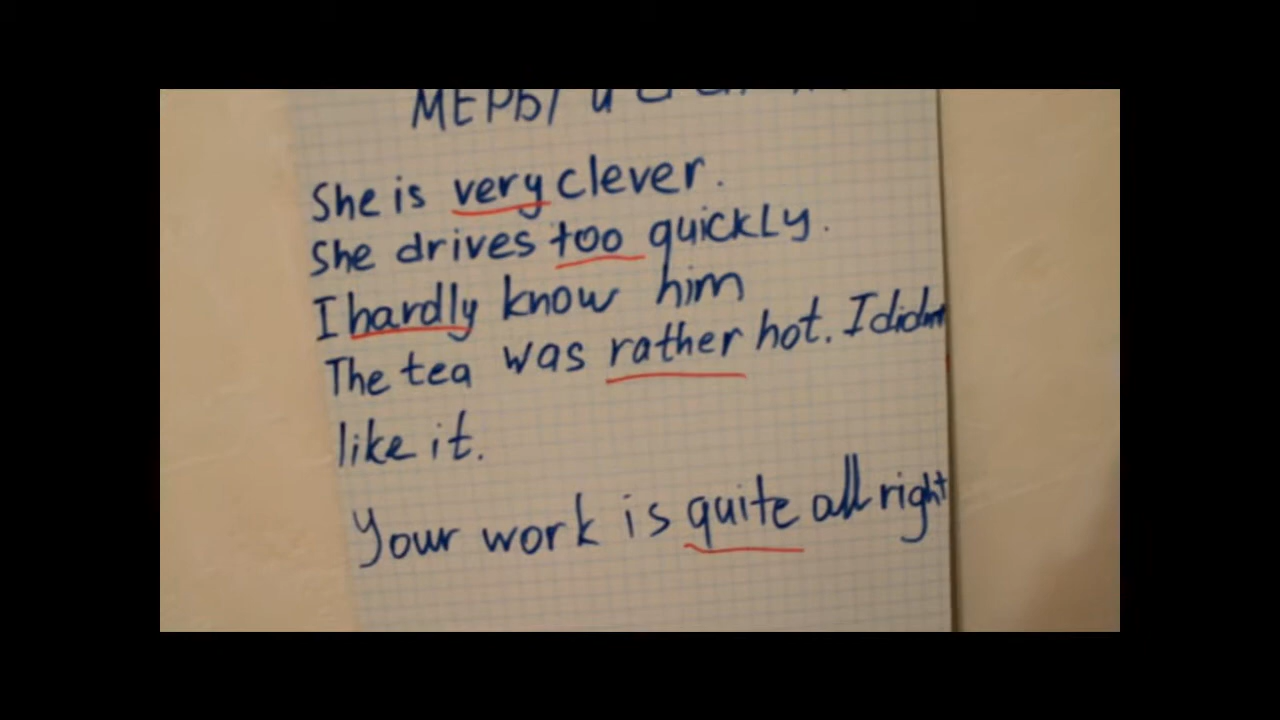 МЕРЫ и
She is very clever.
She drives too quickly.
I hardly know him
The tea was rather hot. I didn't
like it.
Your work is quite all right